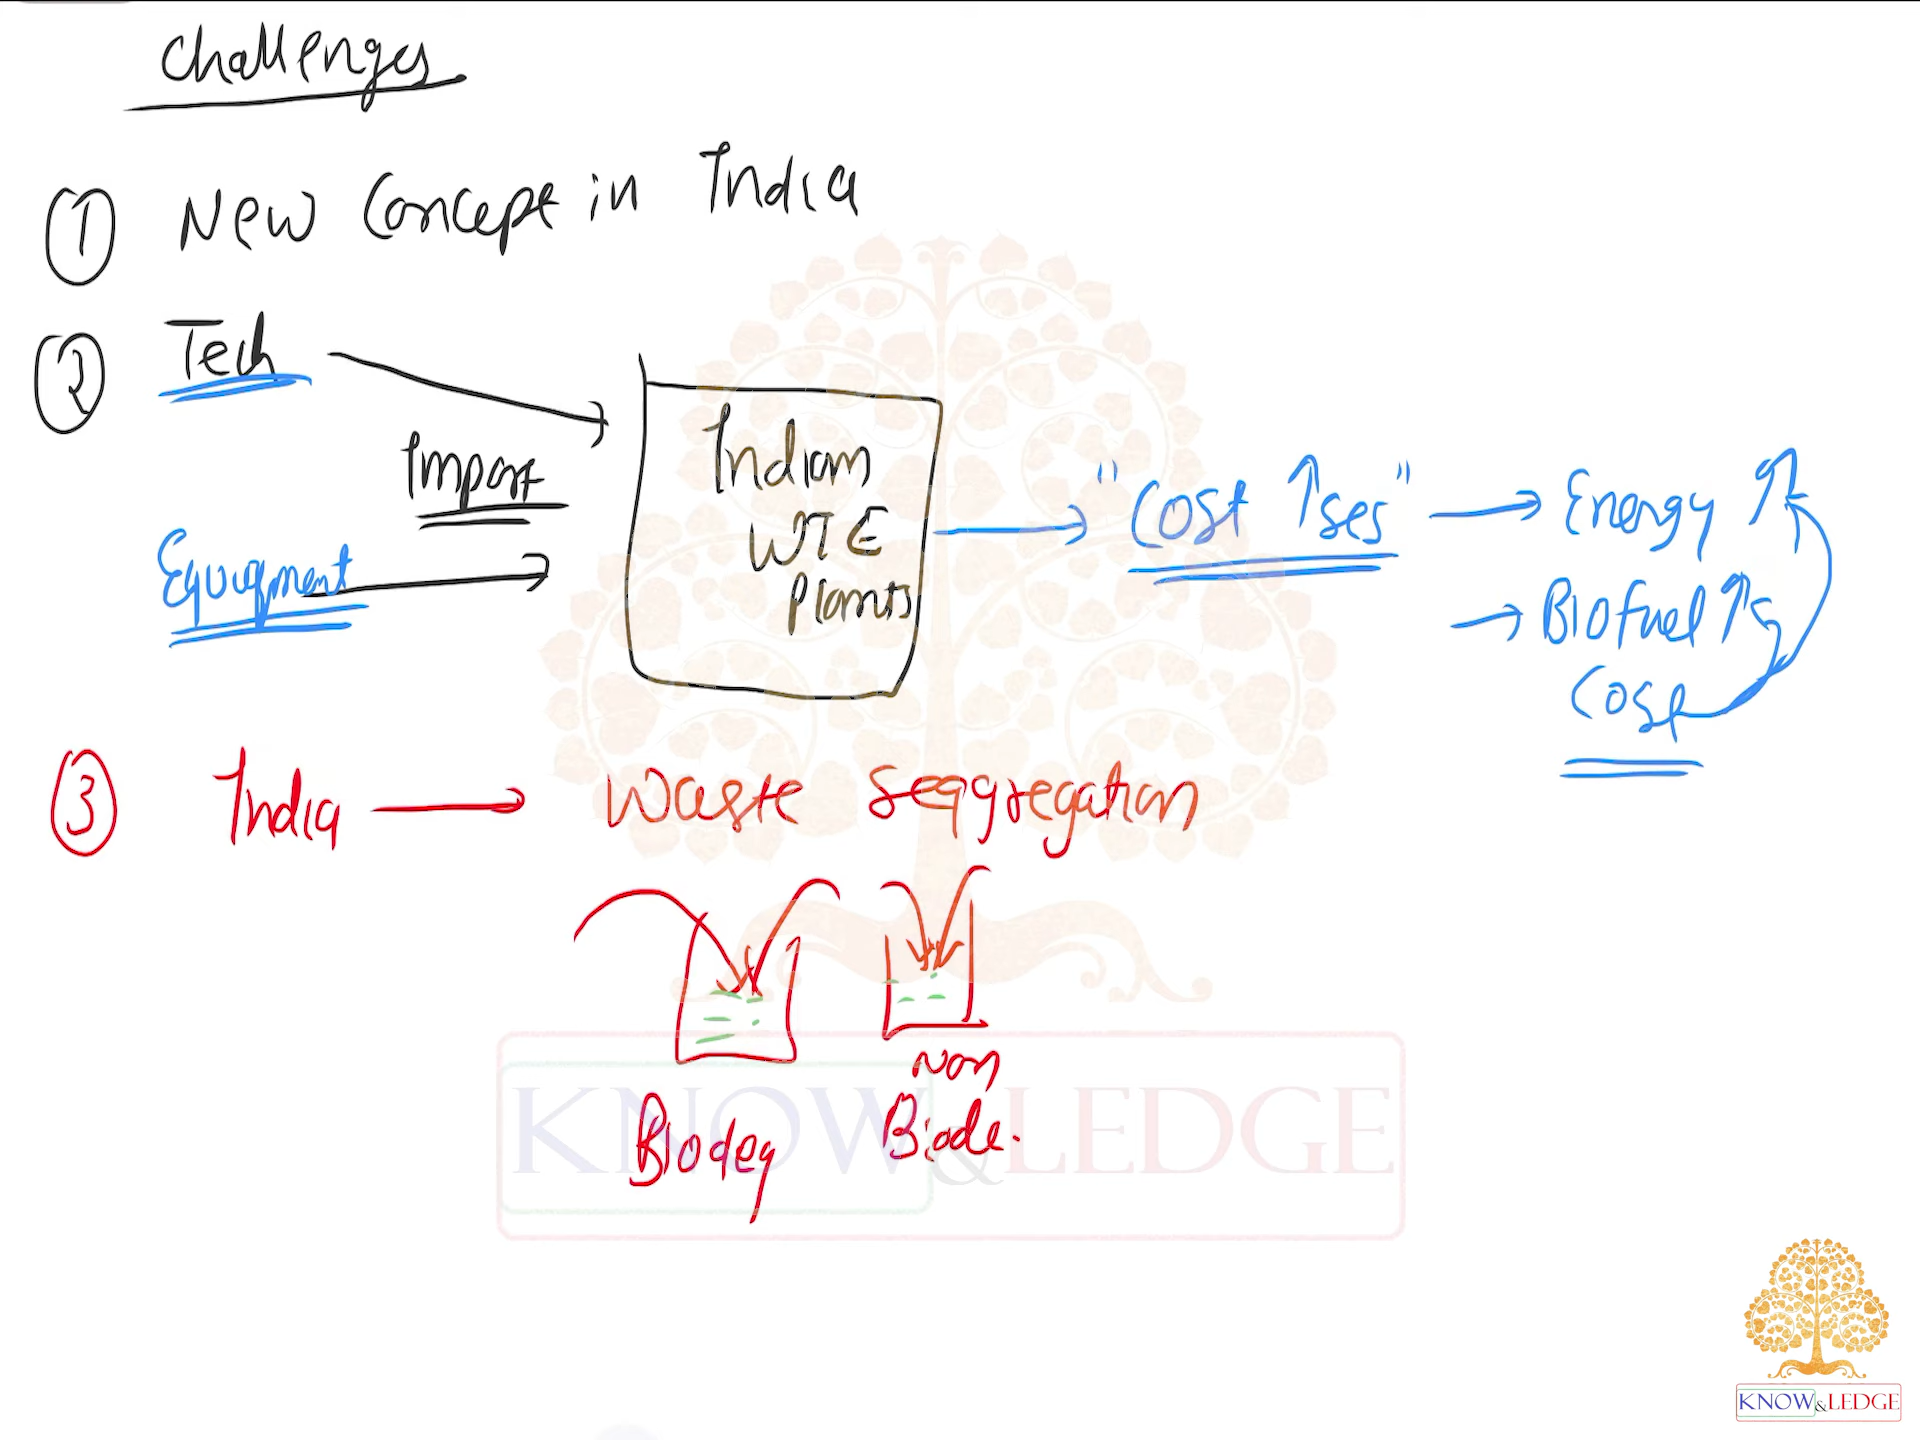 Challenges
① New Concept in India
② Tech
Import
Equipment
Indian
WTE
Plants
"Cost ↑ses" → Energy ↑
→ Biofuel ↑s
Cost
③ India → Waste Seggregation
Non
Biodeg
Biode.
KNOW&LEDGE
KNOW&LEDGE